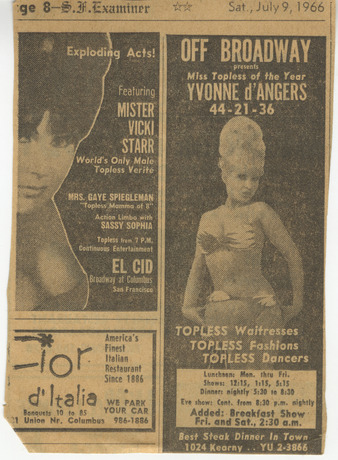 ge 8—S.F. Examiner ☆☆ Sat., July 9, 1966
Exploding Acts!
Featuring
MISTER
VICKI
STARR
World's Only Male
Topless Verité
MRS. GAYE SPIEGLEMAN
"Topless Momma of 8"
Action Limbo with
SASSY SOPHIA
Topless from 7 P.M.
Continuous Entertainment
EL CID
Broadway at Columbus
San Francisco
Fior
d'Italia
America's
Finest
Italian
Restaurant
Since 1886
WE PARK
YOUR CAR
Banquets 10 to 85
1 Union Nr. Columbus 986-1886
OFF BROADWAY
presents
Miss Topless of the Year
YVONNE d'ANGERS
44-21-36
TOPLESS Waitresses
TOPLESS Fashions
TOPLESS Dancers
Luncheon: Mon. thru Fri.
Shows: 12:15, 1:15, 5:15
Dinners nightly 5:30 to 8:30
Eve show: Cont. from 8:30 p.m. nightly
Added: Breakfast Show
Fri. and Sat., 2:30 a.m.
Best Steak Dinner In Town
1024 Kearny .. YU 2-3866